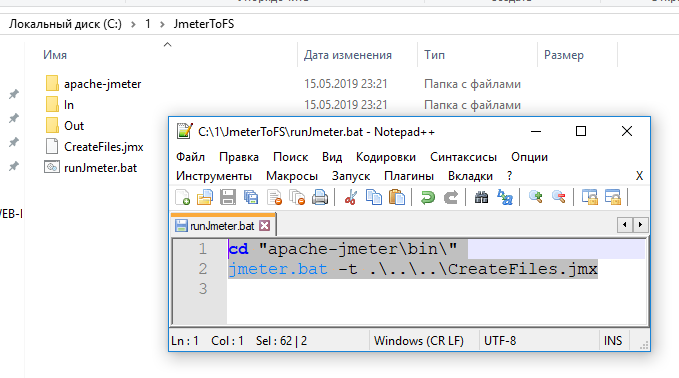 Локальный диск (C:) › 1 › JmeterToFS
Имя Дата изменения Тип Размер
apache-jmeter 15.05.2019 23:21 Папка с файлами
In 15.05.2019 23:21 Папка с файлами
Out
CreateFiles.jmx
runJmeter.bat
C:\1\JmeterToFS\runJmeter.bat - Notepad++
Файл Правка Поиск Вид Кодировки Синтаксисы Опции
Инструменты Макросы Запуск Плагины Вкладки ? X
runJmeter.bat
1 cd "apache-jmeter\bin\"
2 jmeter.bat -t .\..\..\CreateFiles.jmx
3
Ln : 1 Col : 1 Sel : 62 | 2 Windows (CR LF) UTF-8 INS